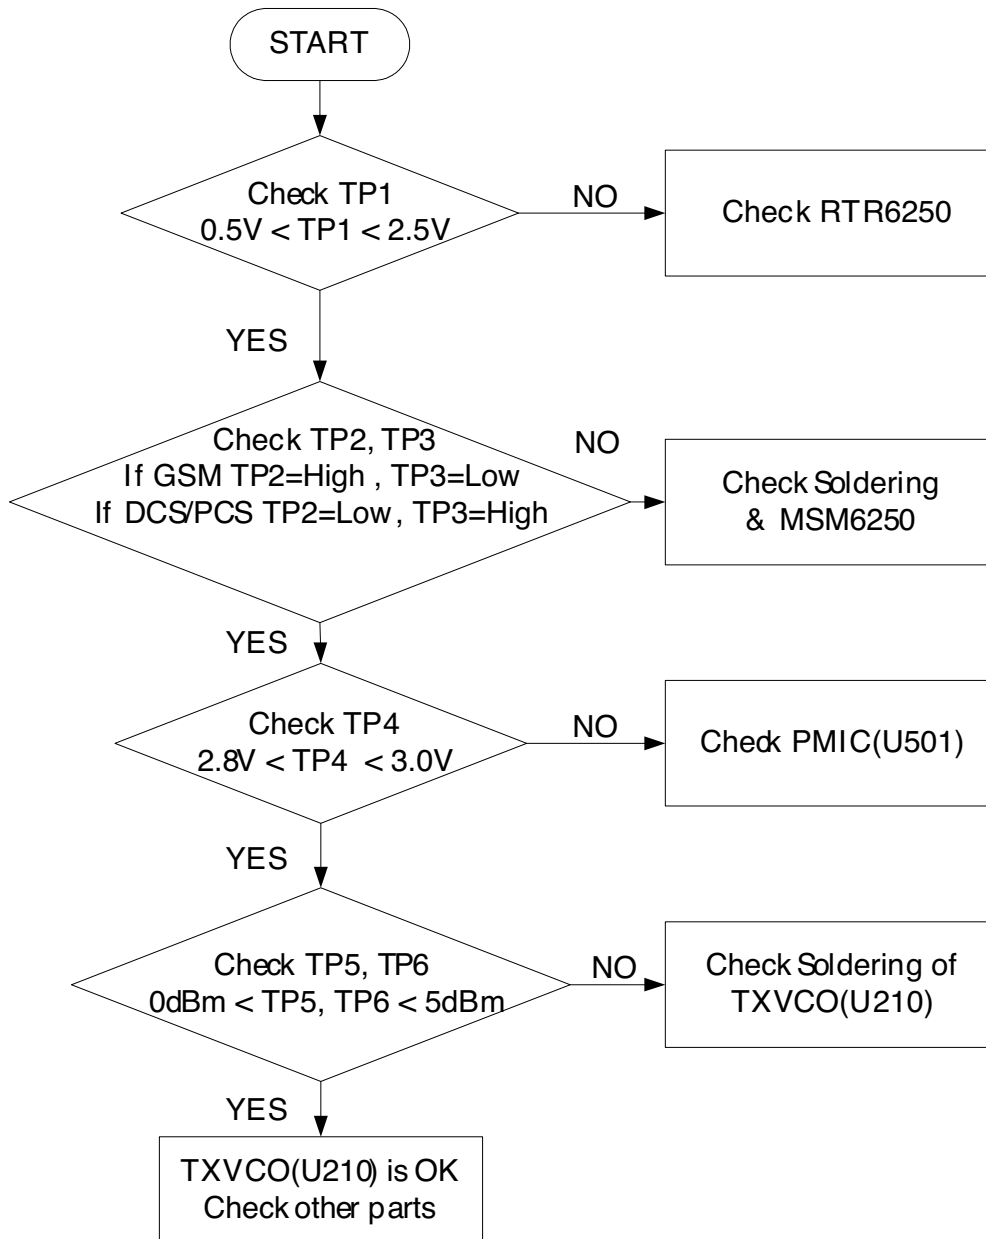 START
Check TP1
0.5V < TP1 < 2.5V
NO
Check RTR6250
YES
Check TP2, TP3
If GSM TP2=High , TP3=Low
If DCS/PCS TP2=Low , TP3=High
NO
Check Soldering
& MSM6250
YES
Check TP4
2.8V < TP4 < 3.0V
NO
Check PMIC(U501)
YES
Check TP5, TP6
0dBm < TP5, TP6 < 5dBm
NO
Check Soldering of
TXVCO(U210)
YES
TXVCO(U210) is OK
Check other parts